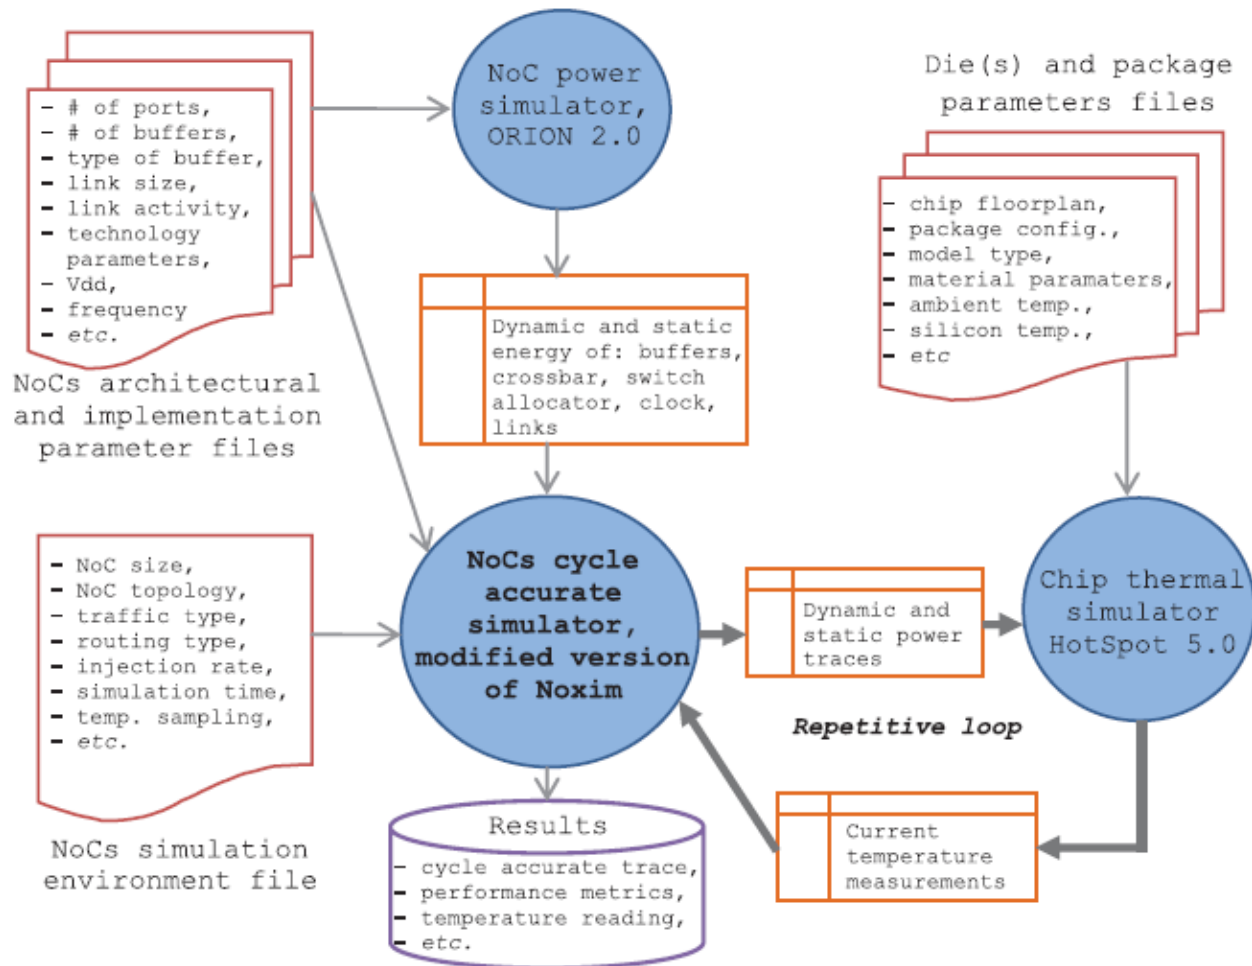 - # of ports,
- # of buffers,
- type of buffer,
- link size,
- link activity,
- technology
parameters,
- Vdd,
- frequency
- etc.
NoCs architectural
and implementation
parameter files
NoC power
simulator,
ORION 2.0
Die(s) and package
parameters files
- chip floorplan,
- package config.,
- model type,
- material paramaters,
- ambient temp.,
- silicon temp.,
- etc
Dynamic and static
energy of: buffers,
crossbar, switch
allocator, clock,
links
- NoC size,
- NoC topology,
- traffic type,
- routing type,
- injection rate,
- simulation time,
- temp. sampling,
- etc.
NoCs simulation
environment file
NoCs cycle
accurate
simulator,
modified version
of Noxim
Dynamic and
static power
traces
Chip thermal
simulator
HotSpot 5.0
Repetitive loop
Current
temperature
measurements
Results
- cycle accurate trace,
- performance metrics,
- temperature reading,
- etc.